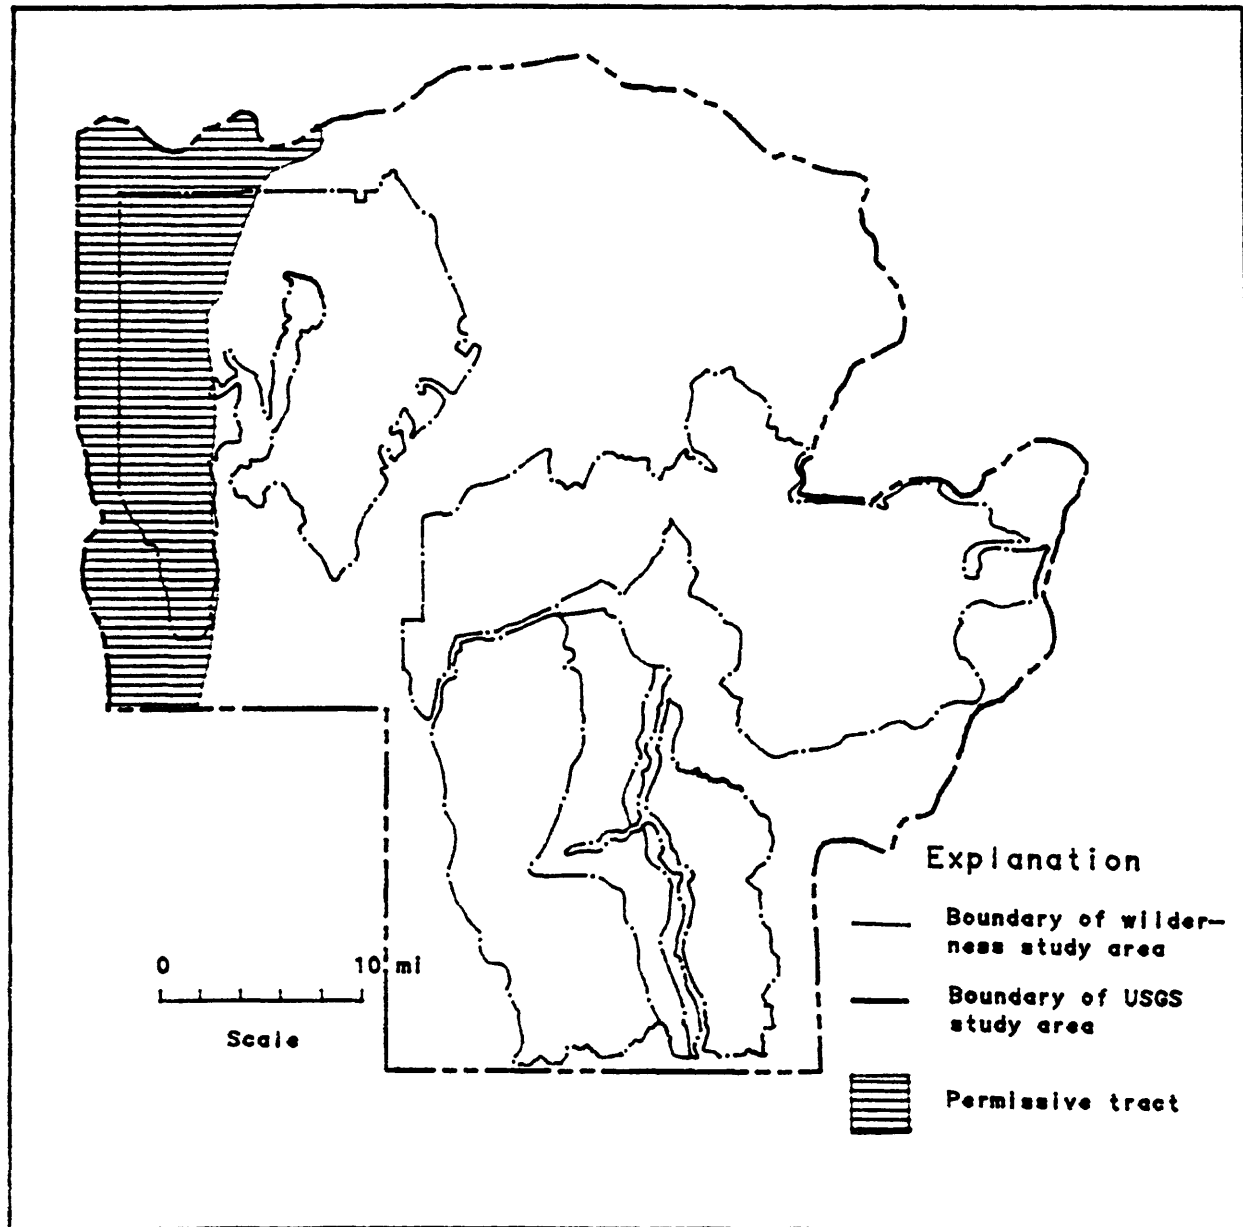 Explanation
Boundary of wilder-
ness study area
Boundary of USGS
study area
Permissive tract
0 10 mi
Scale